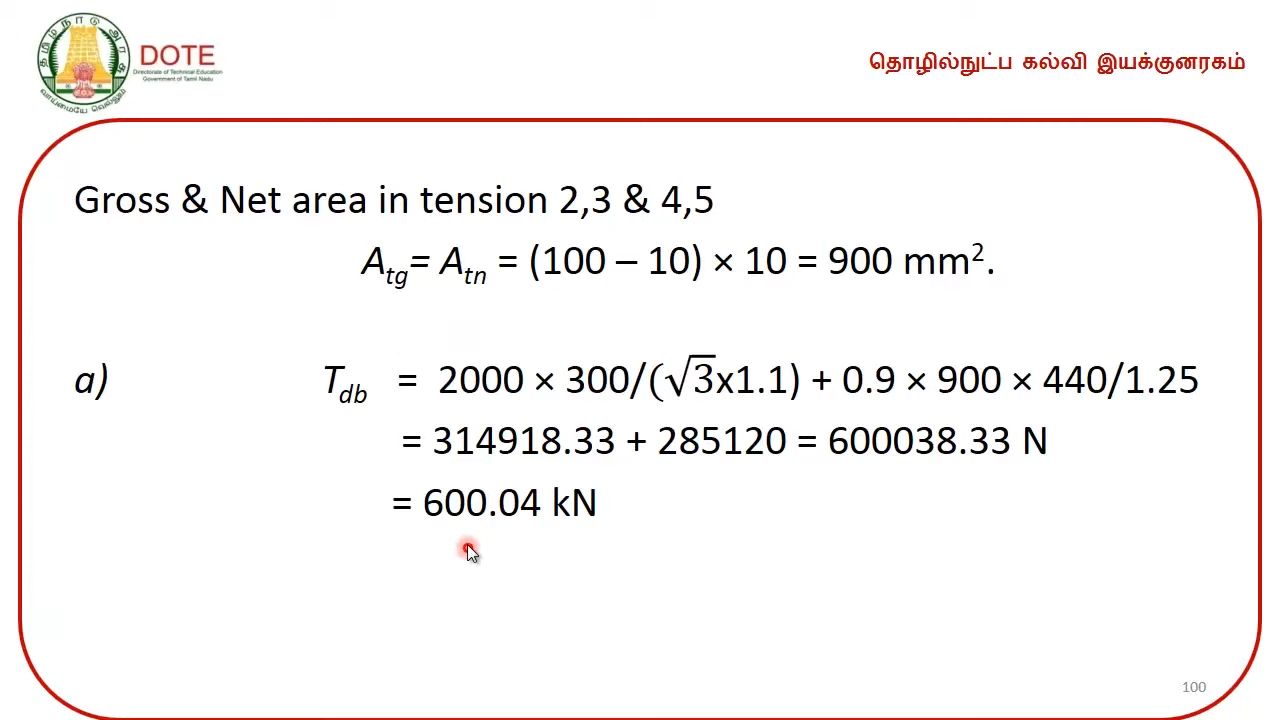 தமிழ்நாடு அரசு
வாய்மையே வெல்லும்
DOTE
Directorate of Technical Education
Government of Tamil Nadu
தொழில்நுட்ப கல்வி இயக்குனரகம்
Gross & Net area in tension 2,3 & 4,5
Atg= Atn = (100 – 10) × 10 = 900 mm².
a) Tdb = 2000 × 300/(√3x1.1) + 0.9 × 900 × 440/1.25
= 314918.33 + 285120 = 600038.33 N
= 600.04 kN
100